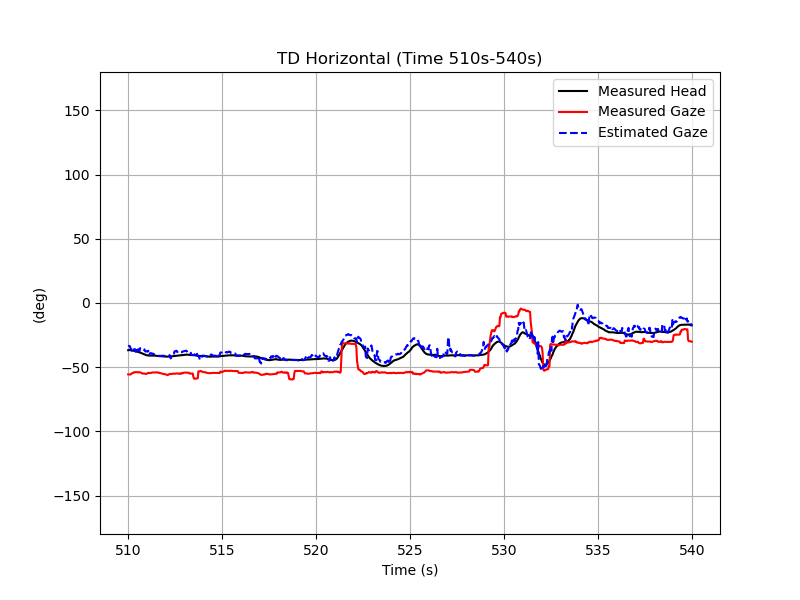 TD Horizontal (Time 510s-540s)
Measured Head
Measured Gaze
Estimated Gaze
150
100
50
0
−50
−100
−150
(deg)
510 515 520 525 530 535 540
Time (s)